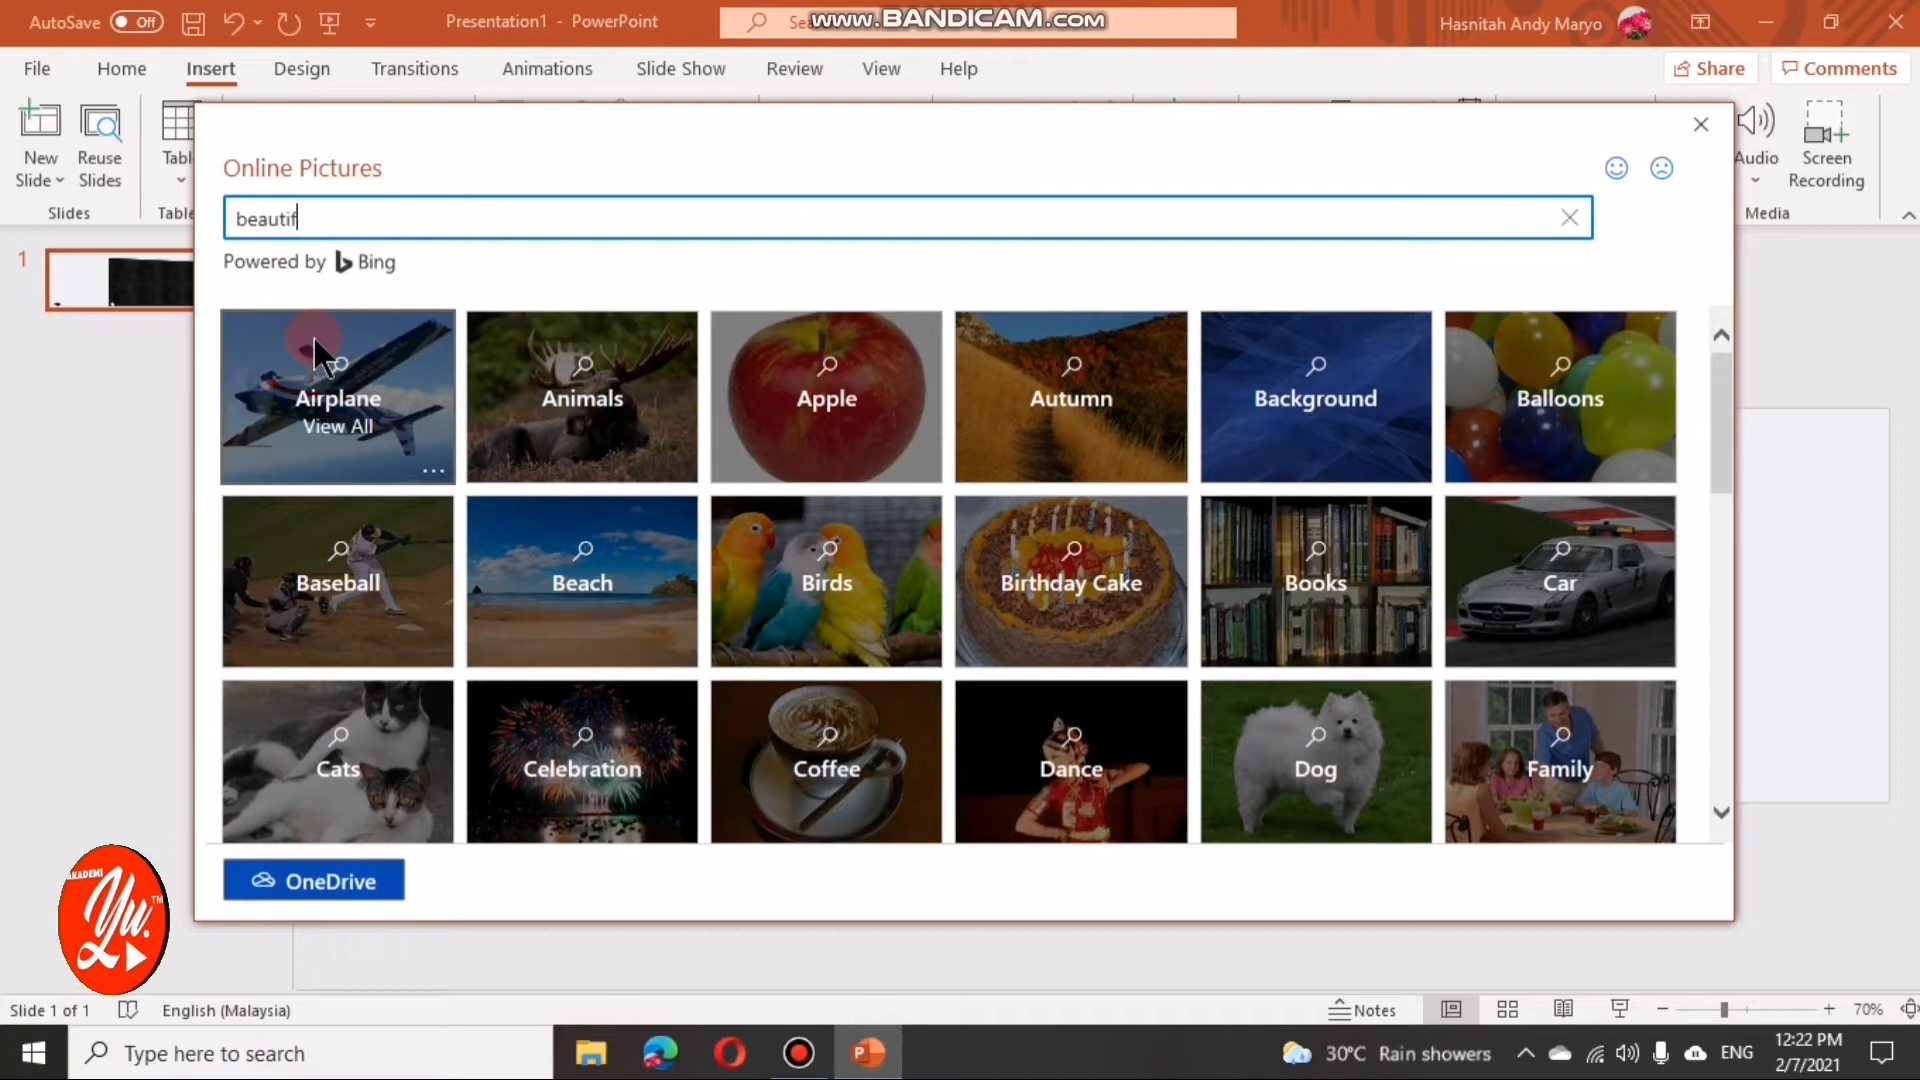 AutoSave Off
Presentation1 - PowerPoint
www.BANDICAM.com
Hasnitah Andy Maryo
File Home Insert Design Transitions Animations Slide Show Review View Help
Share
Comments
New Slide
Reuse Slides
Slides
Audio
Screen Recording
Media
Online Pictures
beautif
Powered by Bing
1
Airplane
View All
Animals
Apple
Autumn
Background
Balloons
Baseball
Beach
Birds
Birthday Cake
Books
Car
Cats
Celebration
Coffee
Dance
Dog
Family
OneDrive
AKADEMI
TM
Slide 1 of 1
English (Malaysia)
Notes
70%
Type here to search
30°C Rain showers
ENG
12:22 PM
2/7/2021